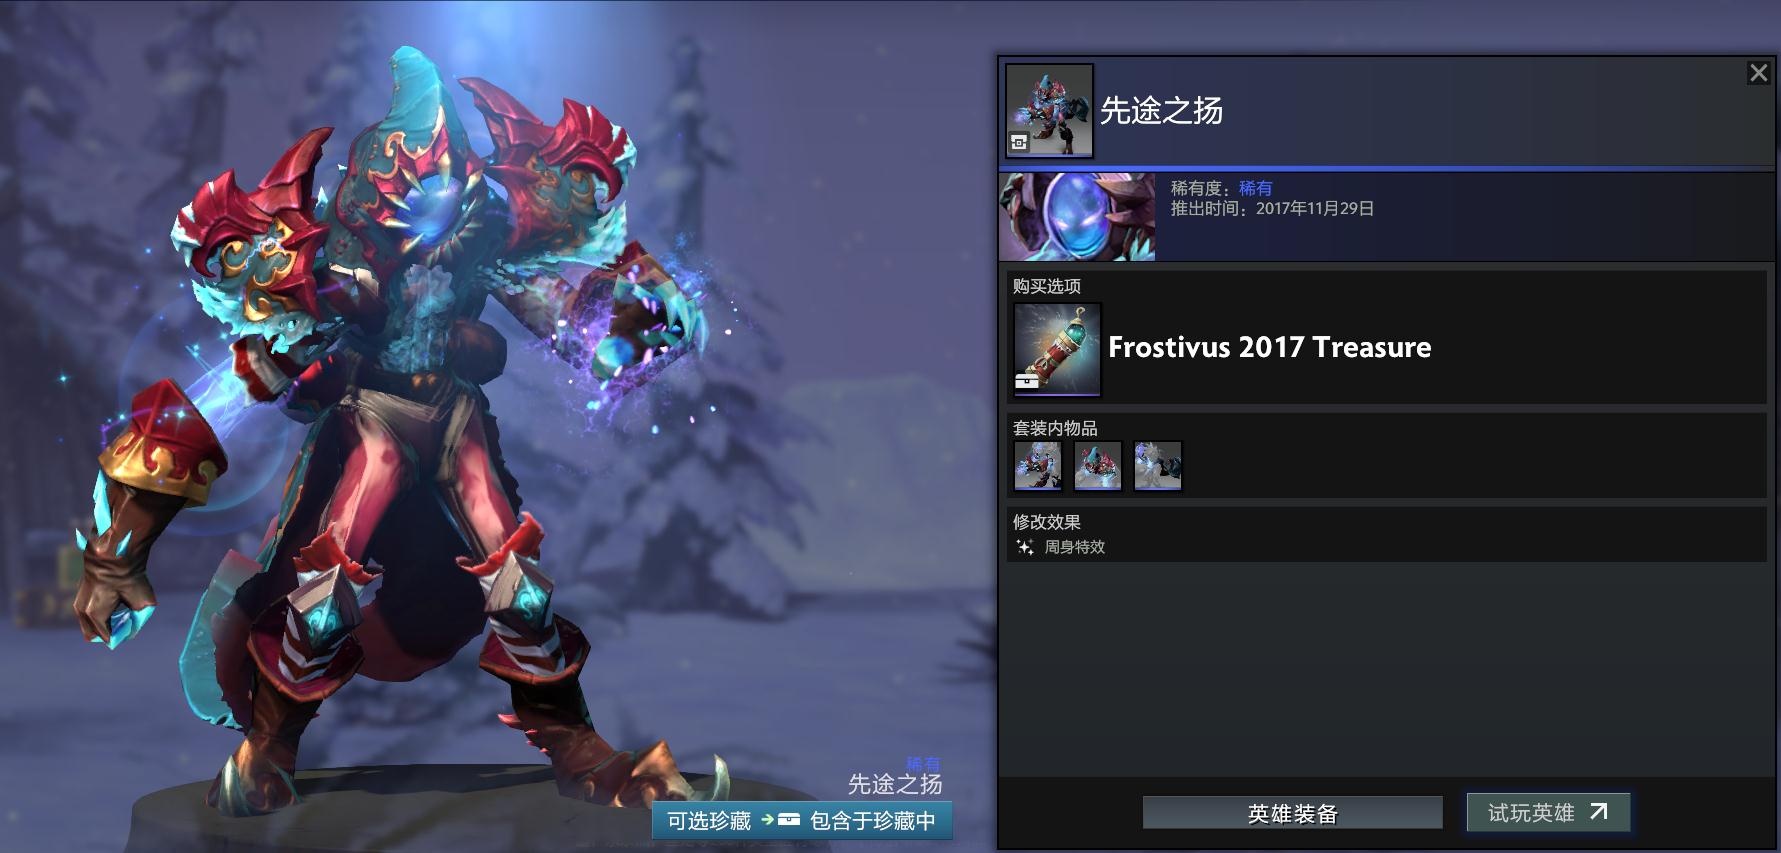 先途之扬
稀有度：稀有
推出时间：2017年11月29日
购买选项
Frostivus 2017 Treasure
套装内物品
修改效果
周身特效
稀有
先途之扬
可选珍藏 包含于珍藏中
英雄装备
试玩英雄